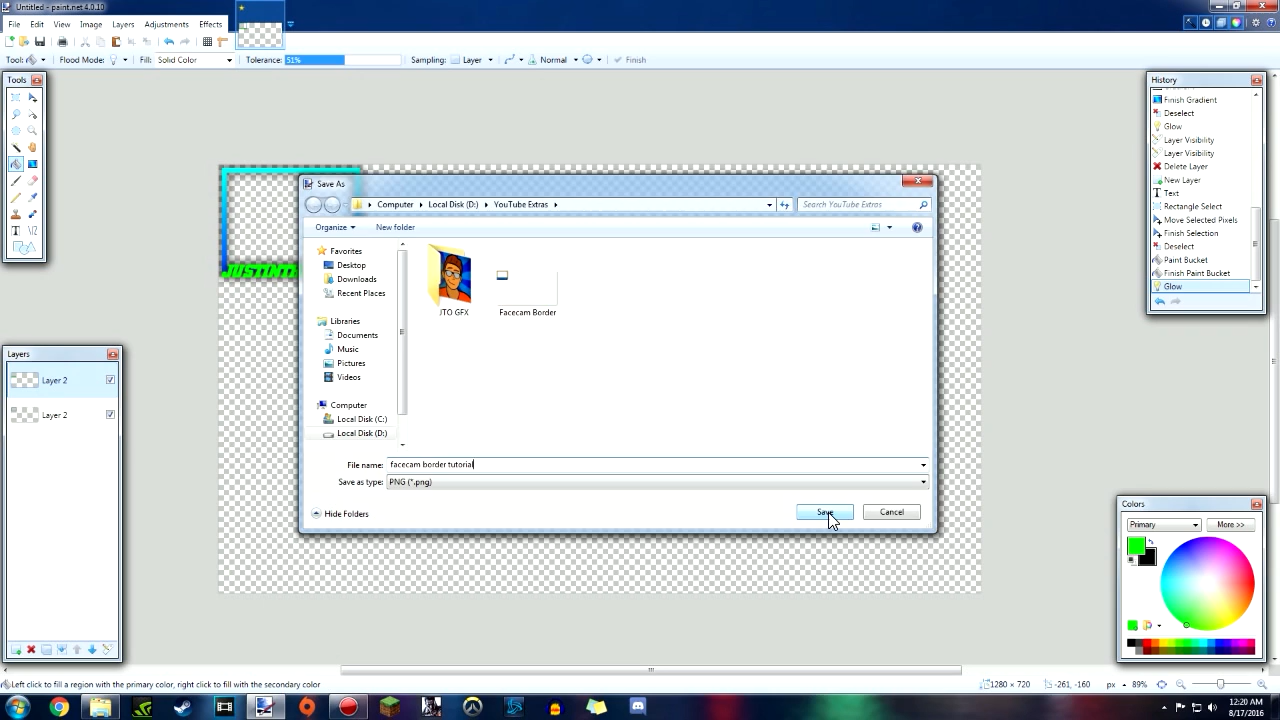 Untitled - paint.net 4.0.10
File Edit View Image Layers Adjustments Effects
Tool: Flood Mode: Fill: Solid Color Tolerance: 51% Sampling: Layer Normal Finish
Tools
History
Finish Gradient
Deselect
Glow
Layer Visibility
Layer Visibility
Delete Layer
New Layer
Text
Rectangle Select
Move Selected Pixels
Finish Selection
Deselect
Paint Bucket
Finish Paint Bucket
Glow
Save As
Computer Local Disk (D:) YouTube Extras
Search YouTube Extras
Organize New folder
Favorites
Desktop
Downloads
Recent Places
Libraries
Documents
Music
Pictures
Videos
Computer
Local Disk (C:)
Local Disk (D:)
JTO GFX
Facecam Border
File name: facecam border tutorial
Save as type: PNG (*.png)
Hide Folders
Save
Cancel
Layers
Layer 2
Layer 2
Colors
Primary
More >>
Left click to fill a region with the primary color, right click to fill with the secondary color
1280 × 720
-261, -160
px
89%
12:20 AM
8/17/2016